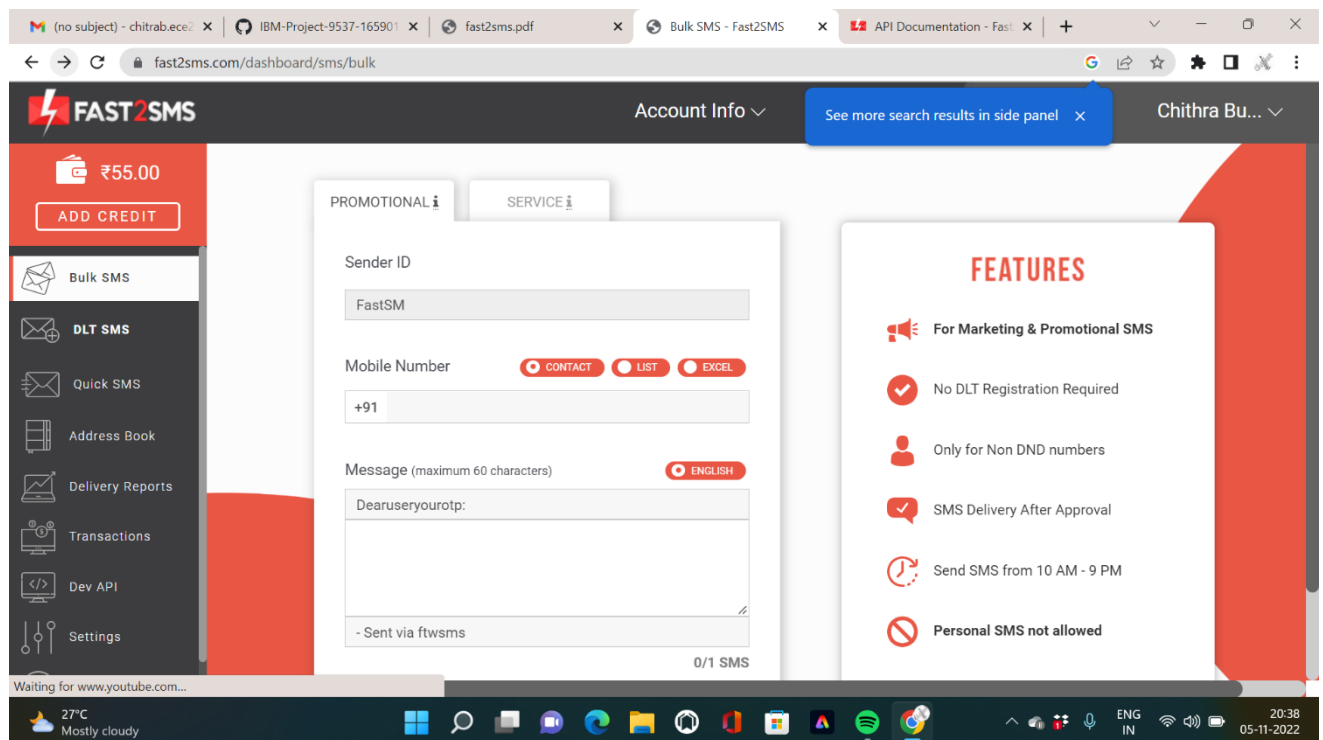 (no subject) - chitrab.ece2
IBM-Project-9537-165901
fast2sms.pdf
Bulk SMS - Fast2SMS
API Documentation - Fast
fast2sms.com/dashboard/sms/bulk
FAST2SMS
Account Info
See more search results in side panel
Chithra Bu...
₹55.00
ADD CREDIT
Bulk SMS
DLT SMS
Quick SMS
Address Book
Delivery Reports
Transactions
Dev API
Settings
PROMOTIONAL i
SERVICE i
Sender ID
FastSM
Mobile Number
CONTACT
LIST
EXCEL
+91
Message (maximum 60 characters)
ENGLISH
Dearuseryourotp:
- Sent via ftwsms
0/1 SMS
FEATURES
For Marketing & Promotional SMS
No DLT Registration Required
Only for Non DND numbers
SMS Delivery After Approval
Send SMS from 10 AM - 9 PM
Personal SMS not allowed
Waiting for www.youtube.com...
27°C
Mostly cloudy
ENG
IN
20:38
05-11-2022